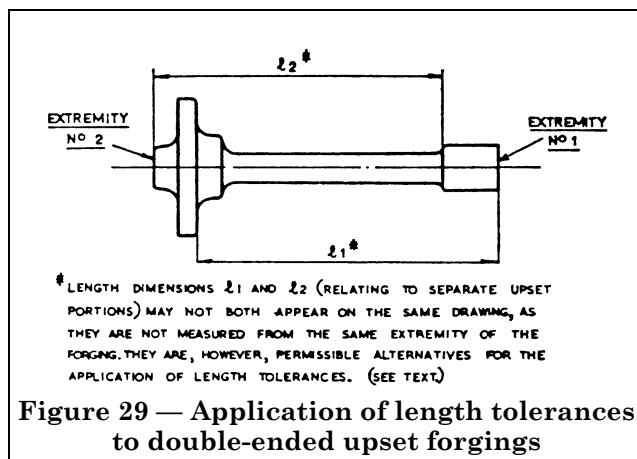 ℓ2*
EXTREMITY
Nº 2
EXTREMITY
Nº 1
ℓ1*
* LENGTH DIMENSIONS ℓ1 AND ℓ2 (RELATING TO SEPARATE UPSET
PORTIONS) MAY NOT BOTH APPEAR ON THE SAME DRAWING, AS
THEY ARE NOT MEASURED FROM THE SAME EXTREMITY OF THE
FORGING. THEY ARE, HOWEVER, PERMISSIBLE ALTERNATIVES FOR THE
APPLICATION OF LENGTH TOLERANCES. (SEE TEXT.)
Figure 29 — Application of length tolerances
to double-ended upset forgings